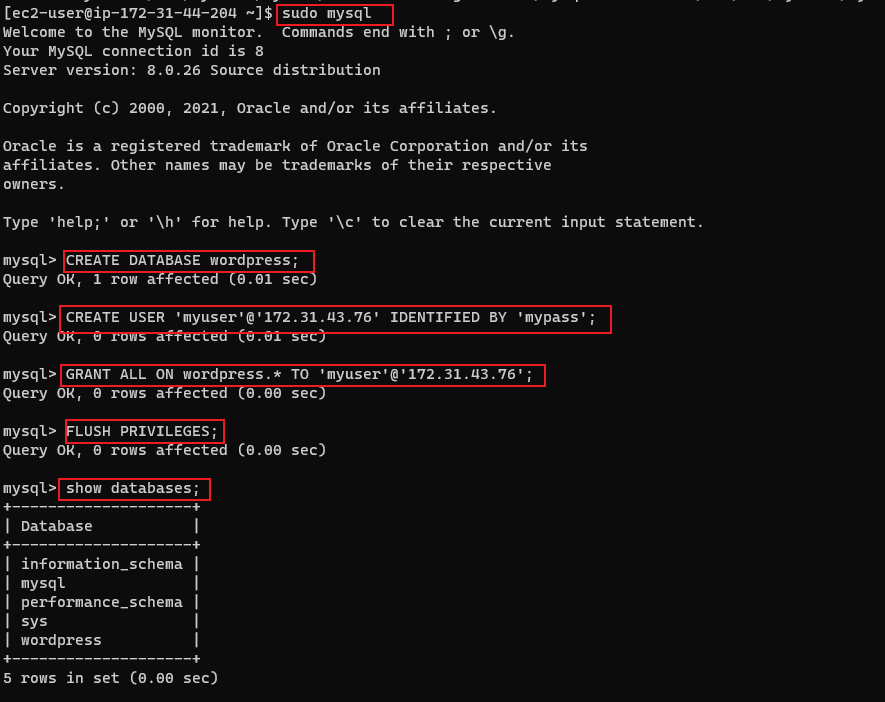 [ec2-user@ip-172-31-44-204 ~]$ sudo mysql
Welcome to the MySQL monitor.  Commands end with ; or \g.
Your MySQL connection id is 8
Server version: 8.0.26 Source distribution
Copyright (c) 2000, 2021, Oracle and/or its affiliates.
Oracle is a registered trademark of Oracle Corporation and/or its
affiliates. Other names may be trademarks of their respective
owners.
Type 'help;' or '\h' for help. Type '\c' to clear the current input statement.
mysql> CREATE DATABASE wordpress;
Query OK, 1 row affected (0.01 sec)
mysql> CREATE USER 'myuser'@'172.31.43.76' IDENTIFIED BY 'mypass';
Query OK, 0 rows affected (0.01 sec)
mysql> GRANT ALL ON wordpress.* TO 'myuser'@'172.31.43.76';
Query OK, 0 rows affected (0.00 sec)
mysql> FLUSH PRIVILEGES;
Query OK, 0 rows affected (0.00 sec)
mysql> show databases;
+--------------------+
| Database           |
+--------------------+
| information_schema |
| mysql              |
| performance_schema |
| sys                |
| wordpress          |
+--------------------+
5 rows in set (0.00 sec)